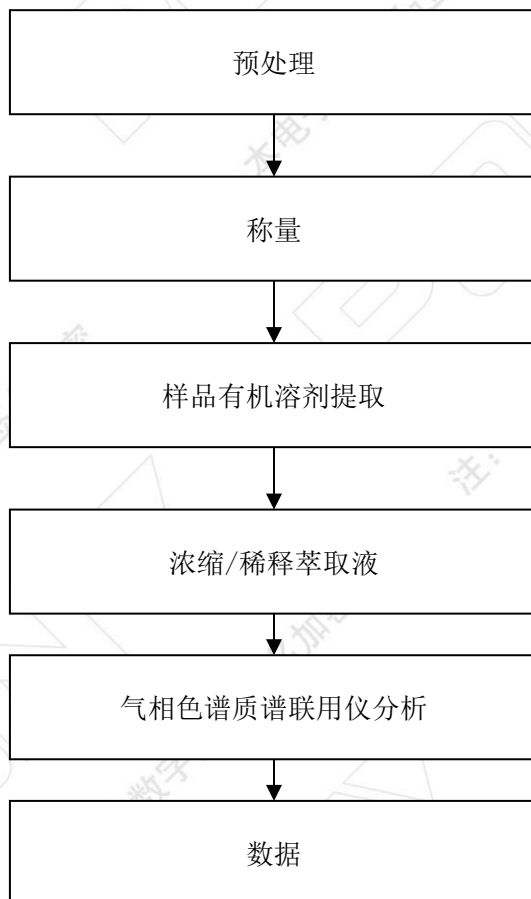 预处理
称量
样品有机溶剂提取
浓缩/稀释萃取液
气相色谱质谱联用仪分析
数据